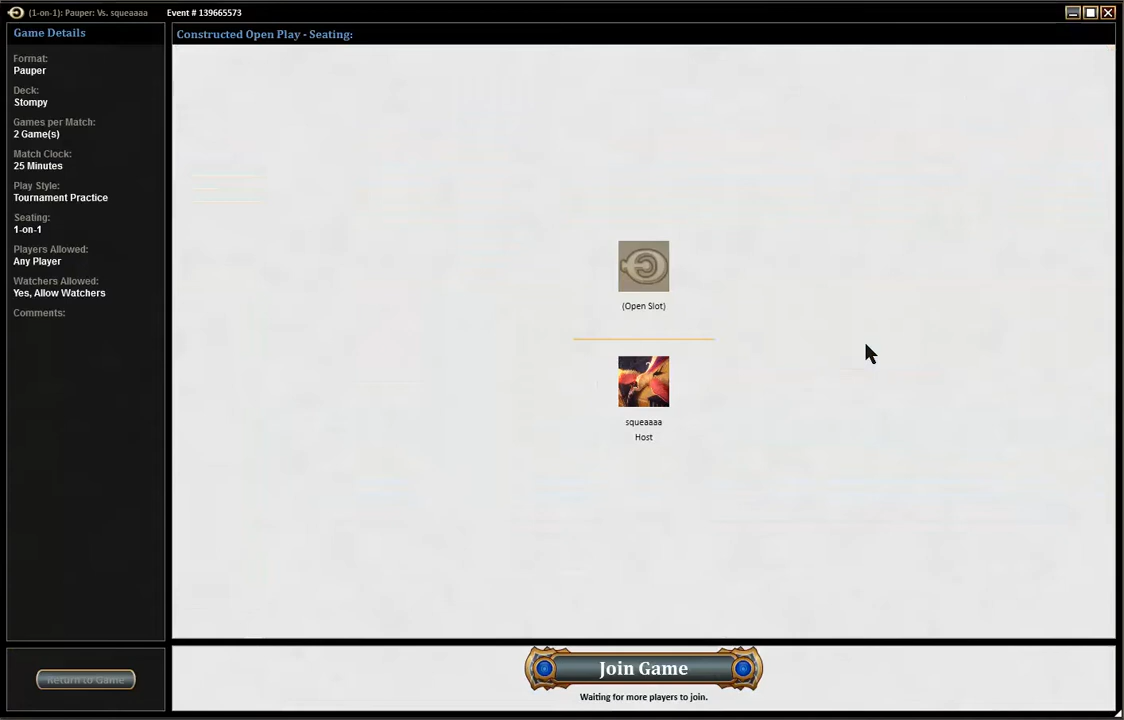 (1-on-1): Pauper: Vs. squeaaaa Event # 139665573
Game Details
Format:
Pauper
Deck:
Stompy
Games per Match:
2 Game(s)
Match Clock:
25 Minutes
Play Style:
Tournament Practice
Seating:
1-on-1
Players Allowed:
Any Player
Watchers Allowed:
Yes, Allow Watchers
Comments:
Return to Game
Constructed Open Play - Seating:
(Open Slot)
squeaaaa
Host
Join Game
Waiting for more players to join.